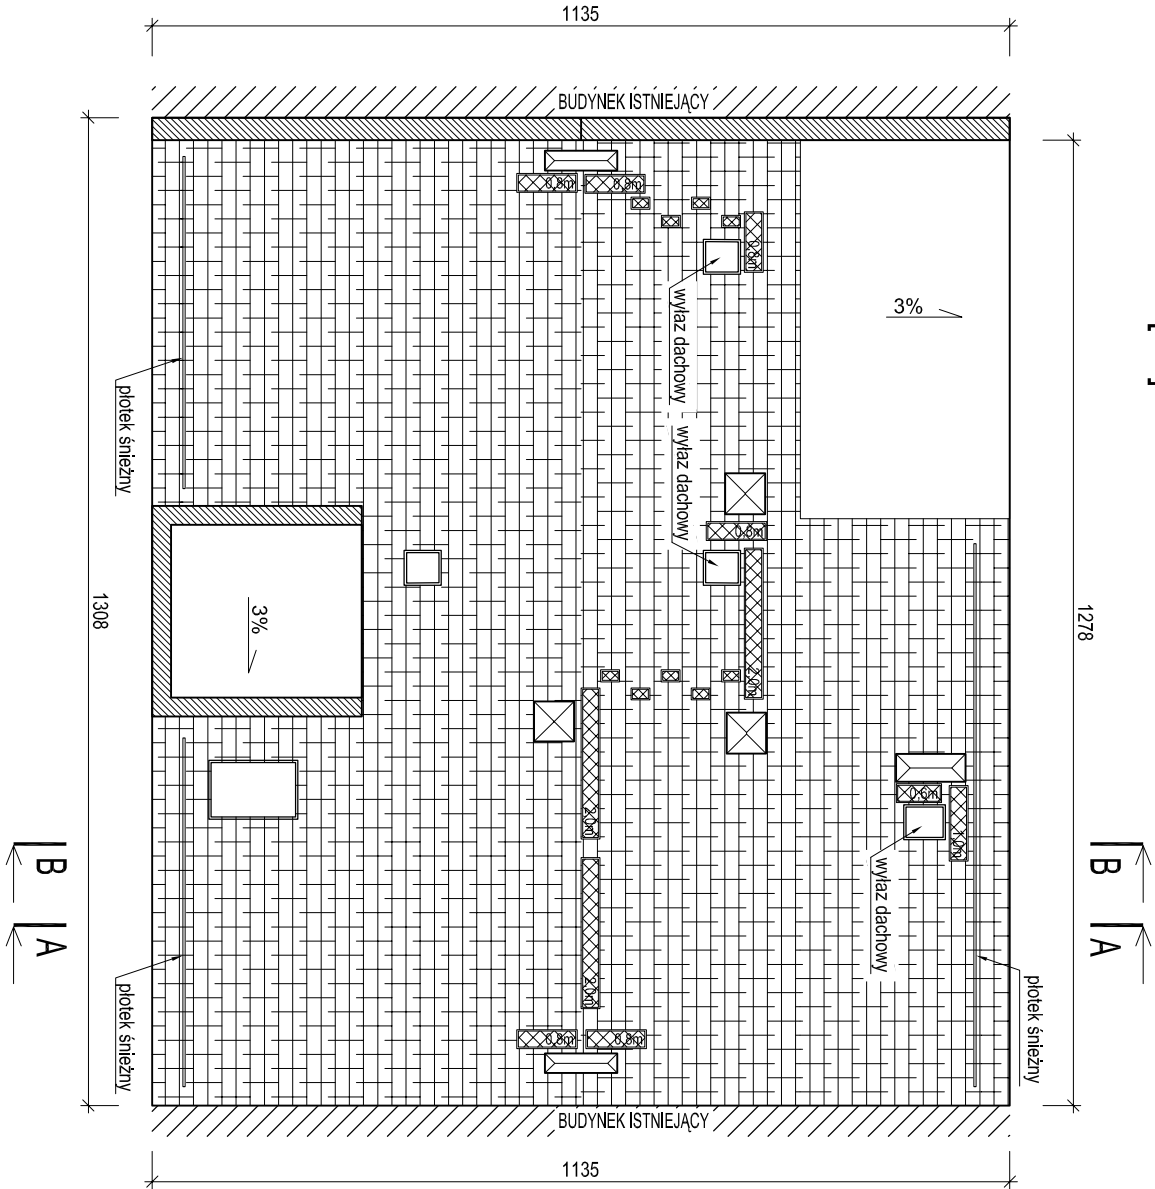 1135
BUDYNEK ISTNIEJĄCY
0,8m
0,8m
0,8m
wyłaz dachowy
3%
płotek śnieżny
wyłaz dachowy
0,8m
1308
3%
1278
2,0m
2,0m
0,6m
1,0m
wyłaz dachowy
B
B
A
A
2,0m
płotek śnieżny
płotek śnieżny
0,8m
0,8m
BUDYNEK ISTNIEJĄCY
1135